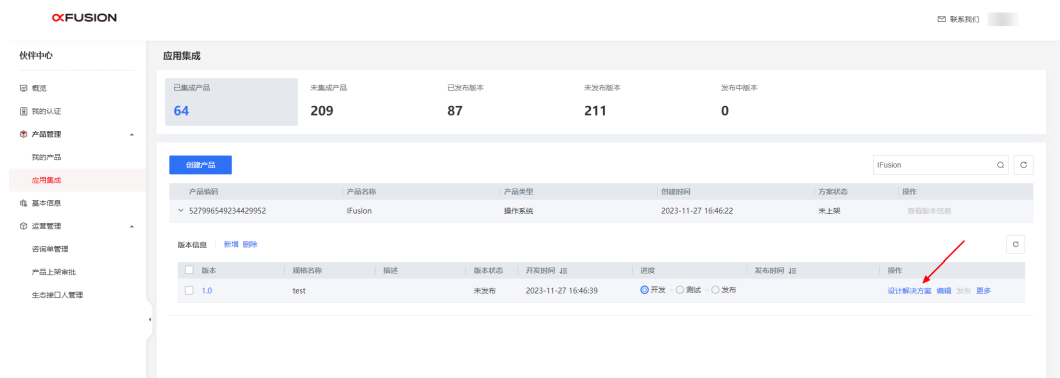 XFUSION
联系我们
伙伴中心
概览
我的认证
产品管理
我的产品
应用集成
基本信息
运营管理
咨询单管理
产品上架审批
生态接口人管理
应用集成
已集成产品 未集成产品 已发布版本 未发布版本 发布中版本
64 209 87 211 0
创建产品 IFusion
产品编码 产品名称 产品类型 创建时间 方案状态 操作
527996549234429952 IFusion 操作系统 2023-11-27 16:46:22 未上架 查看版本信息
版本信息 新增 删除
版本 规格名称 描述 版本状态 开发时间 进度 发布时间 操作
1.0 test 未发布 2023-11-27 16:46:39 开发 测试 发布 设计解决方案 编辑 发布 更多